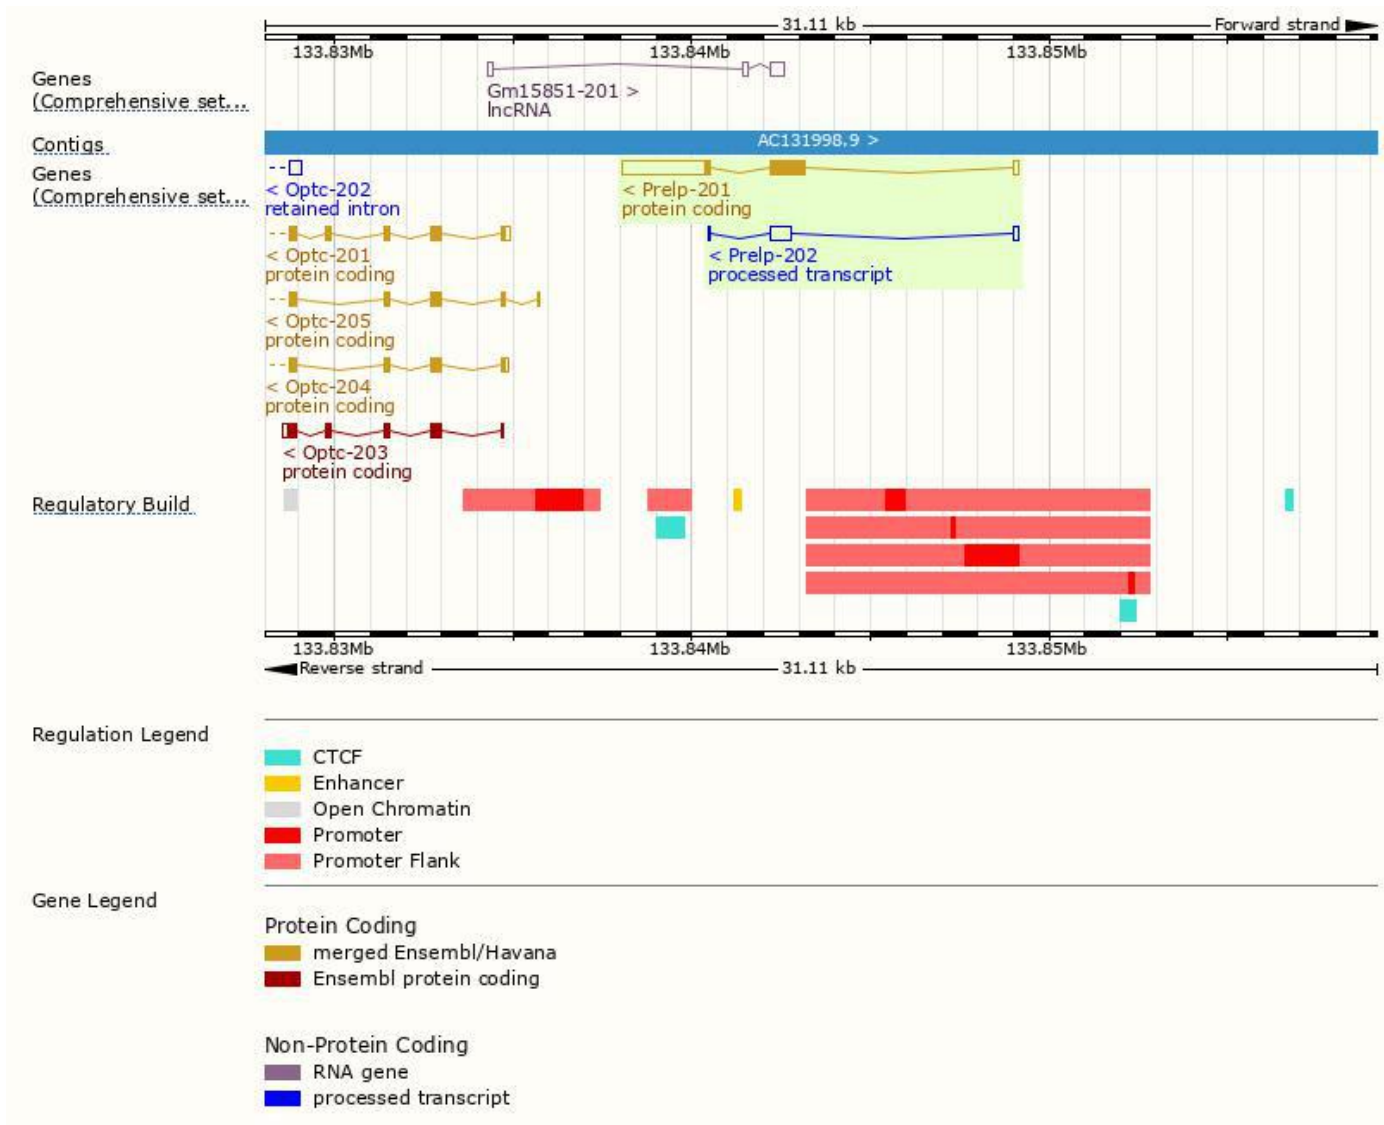 31.11 kb
Forward strand
133.83Mb 133.84Mb 133.85Mb
Genes
(Comprehensive set...
Gm15851-201 >
lncRNA
Contigs
AC131998.9 >
Genes
(Comprehensive set...
< Optc-202
retained intron
< Prelp-201
protein coding
< Optc-201
protein coding
< Prelp-202
processed transcript
< Optc-205
protein coding
< Optc-204
protein coding
< Optc-203
protein coding
Regulatory Build
133.83Mb 133.84Mb 133.85Mb
Reverse strand 31.11 kb
Regulation Legend
CTCF
Enhancer
Open Chromatin
Promoter
Promoter Flank
Gene Legend
Protein Coding
merged Ensembl/Havana
Ensembl protein coding
Non-Protein Coding
RNA gene
processed transcript